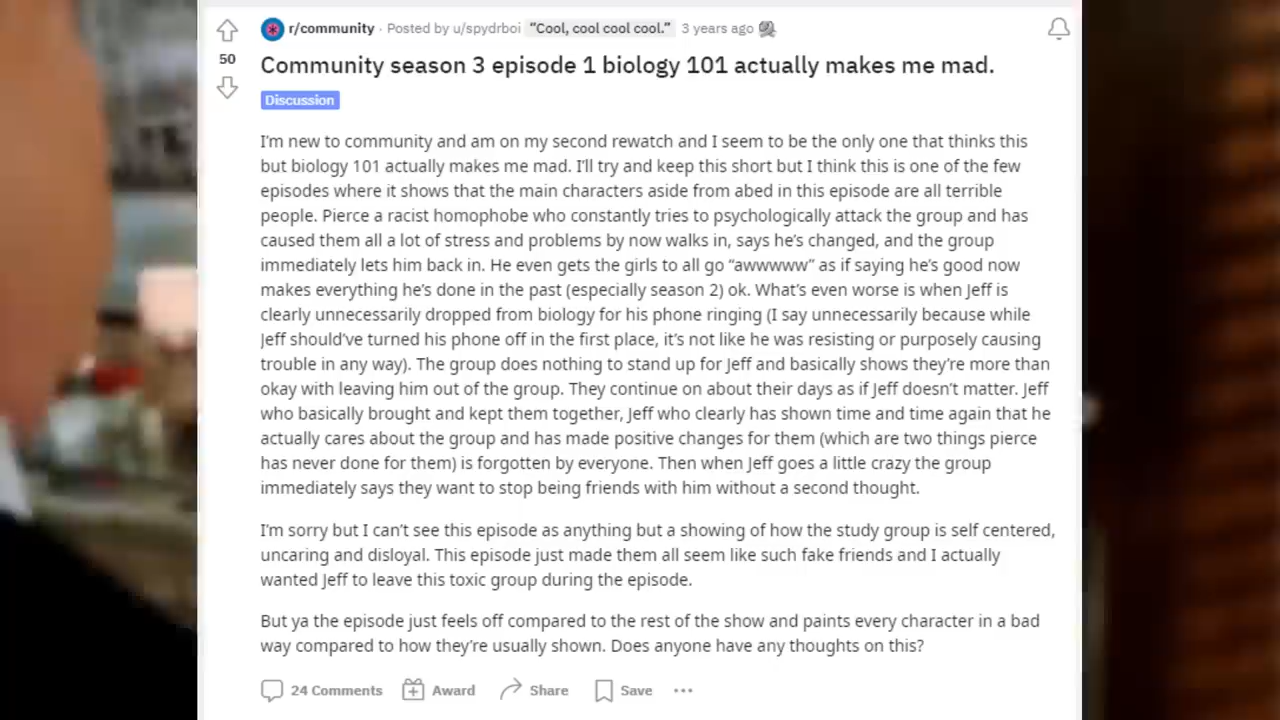 r/community · Posted by u/spydrboi "Cool, cool cool cool." 3 years ago
50
Community season 3 episode 1 biology 101 actually makes me mad.
Discussion
I'm new to community and am on my second rewatch and I seem to be the only one that thinks this
but biology 101 actually makes me mad. I'll try and keep this short but I think this is one of the few
episodes where it shows that the main characters aside from abed in this episode are all terrible
people. Pierce a racist homophobe who constantly tries to psychologically attack the group and has
caused them all a lot of stress and problems by now walks in, says he's changed, and the group
immediately lets him back in. He even gets the girls to all go “awwwww” as if saying he's good now
makes everything he's done in the past (especially season 2) ok. What's even worse is when Jeff is
clearly unnecessarily dropped from biology for his phone ringing (I say unnecessarily because while
Jeff should've turned his phone off in the first place, it's not like he was resisting or purposely causing
trouble in any way). The group does nothing to stand up for Jeff and basically shows they're more than
okay with leaving him out of the group. They continue on about their days as if Jeff doesn't matter. Jeff
who basically brought and kept them together, Jeff who clearly has shown time and time again that he
actually cares about the group and has made positive changes for them (which are two things pierce
has never done for them) is forgotten by everyone. Then when Jeff goes a little crazy the group
immediately says they want to stop being friends with him without a second thought.
I'm sorry but I can't see this episode as anything but a showing of how the study group is self centered,
uncaring and disloyal. This episode just made them all seem like such fake friends and I actually
wanted Jeff to leave this toxic group during the episode.
But ya the episode just feels off compared to the rest of the show and paints every character in a bad
way compared to how they're usually shown. Does anyone have any thoughts on this?
24 Comments Award Share Save ...